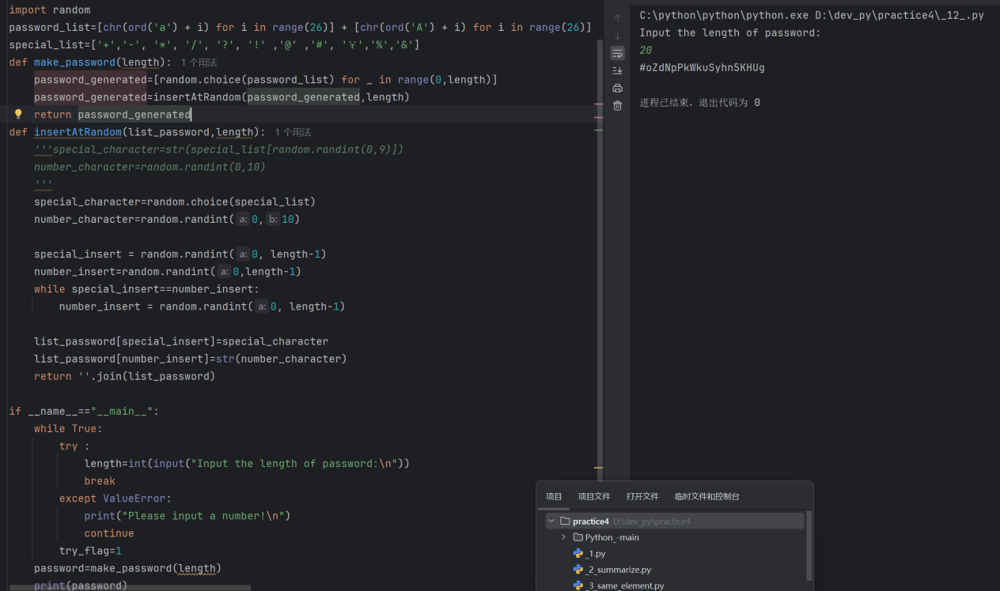 import random
password_list=[chr(ord('a') + i) for i in range(26)] + [chr(ord('A') + i) for i in range(26)]
special_list=['+','-', '*', '/', '?', '!' ,'@' ,'#', '¥','%','&']
def make_password(length): 1个用法
    password_generated=[random.choice(password_list) for _ in range(0,length)]
    password_generated=insertAtRandom(password_generated,length)
    return password_generated
def insertAtRandom(list_password,length): 1个用法
    '''special_character=str(special_list[random.randint(0,9)])
    number_character=random.randint(0,10)
    '''
    special_character=random.choice(special_list)
    number_character=random.randint( a: 0, b: 10)
    special_insert = random.randint( a: 0, length-1)
    number_insert=random.randint( a: 0,length-1)
    while special_insert==number_insert:
        number_insert = random.randint( a: 0, length-1)
    list_password[special_insert]=special_character
    list_password[number_insert]=str(number_character)
    return ''.join(list_password)
if __name__=="__main__":
    while True:
        try :
            length=int(input("Input the length of password:\n"))
            break
        except ValueError:
            print("Please input a number!\n")
            continue
        try_flag=1
    password=make_password(length)
    print(password)
C:\python\python\python.exe D:\dev_py\practice4\_12_.py
Input the length of password:
20
#oZdNpPkWkuSyhn5KHUg
进程已结束，退出代码为 0
项目 项目文件 打开文件 临时文件和控制台
practice4 D:\dev_py\practice4
Python_-main
_1.py
_2_summarize.py
_3_same_element.py